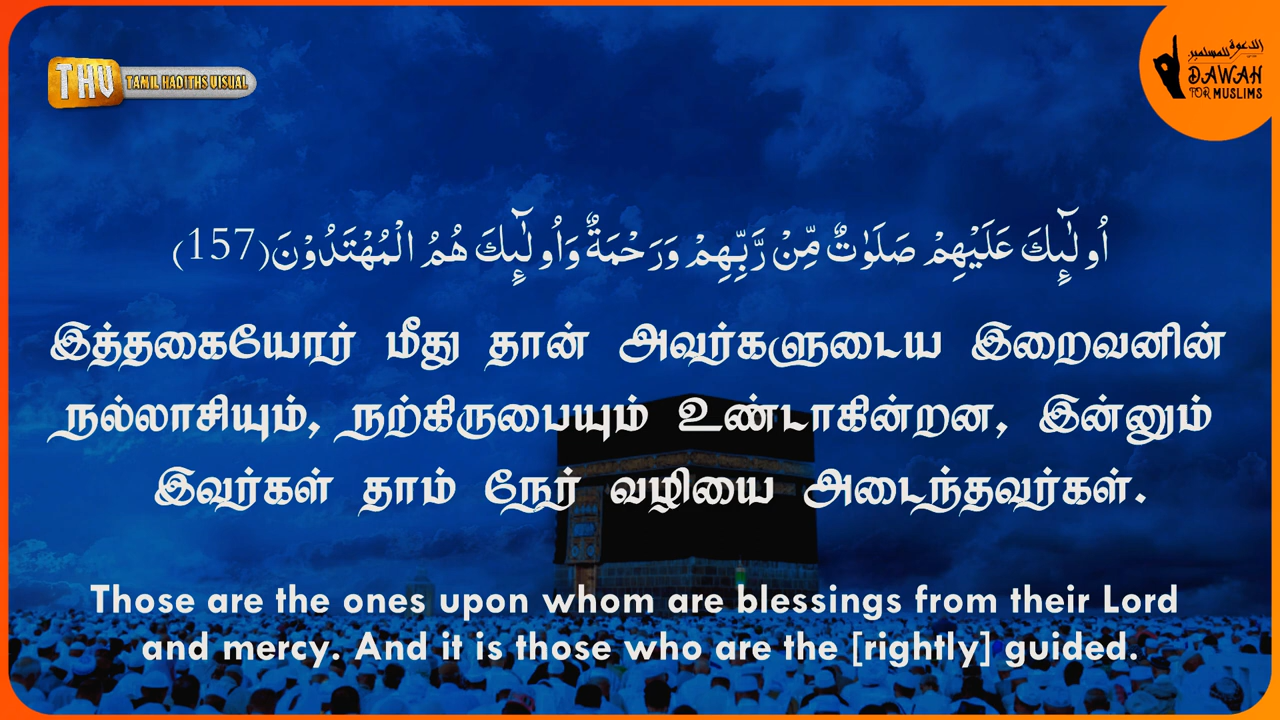 THV TAMIL HADITHS VISUAL
الدعوة للمسلمين
DAWAH
FOR MUSLIMS
اُولٰٓٮِٕكَ عَلَيْهِمْ صَلَوٰتٌ مِّنْ رَّبِّهِمْ وَرَحْمَةٌ وَاُولٰٓٮِٕكَ هُمُ الْمُهْتَدُوْنَ(157)
இத்தகையோர் மீது தான் அவர்களுடைய இறைவனின்
நல்லாசியும், நற்கிருபையும் உண்டாகின்றன, இன்னும்
இவர்கள் தாம் நேர் வழியை அடைந்தவர்கள்.
Those are the ones upon whom are blessings from their Lord
and mercy. And it is those who are the [rightly] guided.